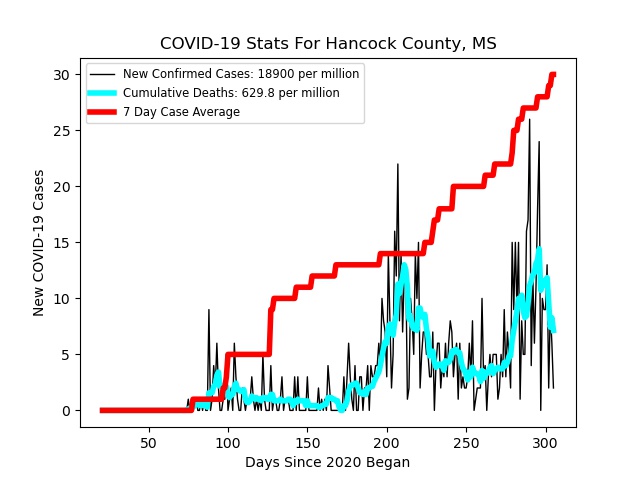 COVID-19 Stats For Hancock County, MS
New Confirmed Cases: 18900 per million
Cumulative Deaths: 629.8 per million
7 Day Case Average
New COVID-19 Cases
30
25
20
15
10
5
0
50 100 150 200 250 300
Days Since 2020 Began